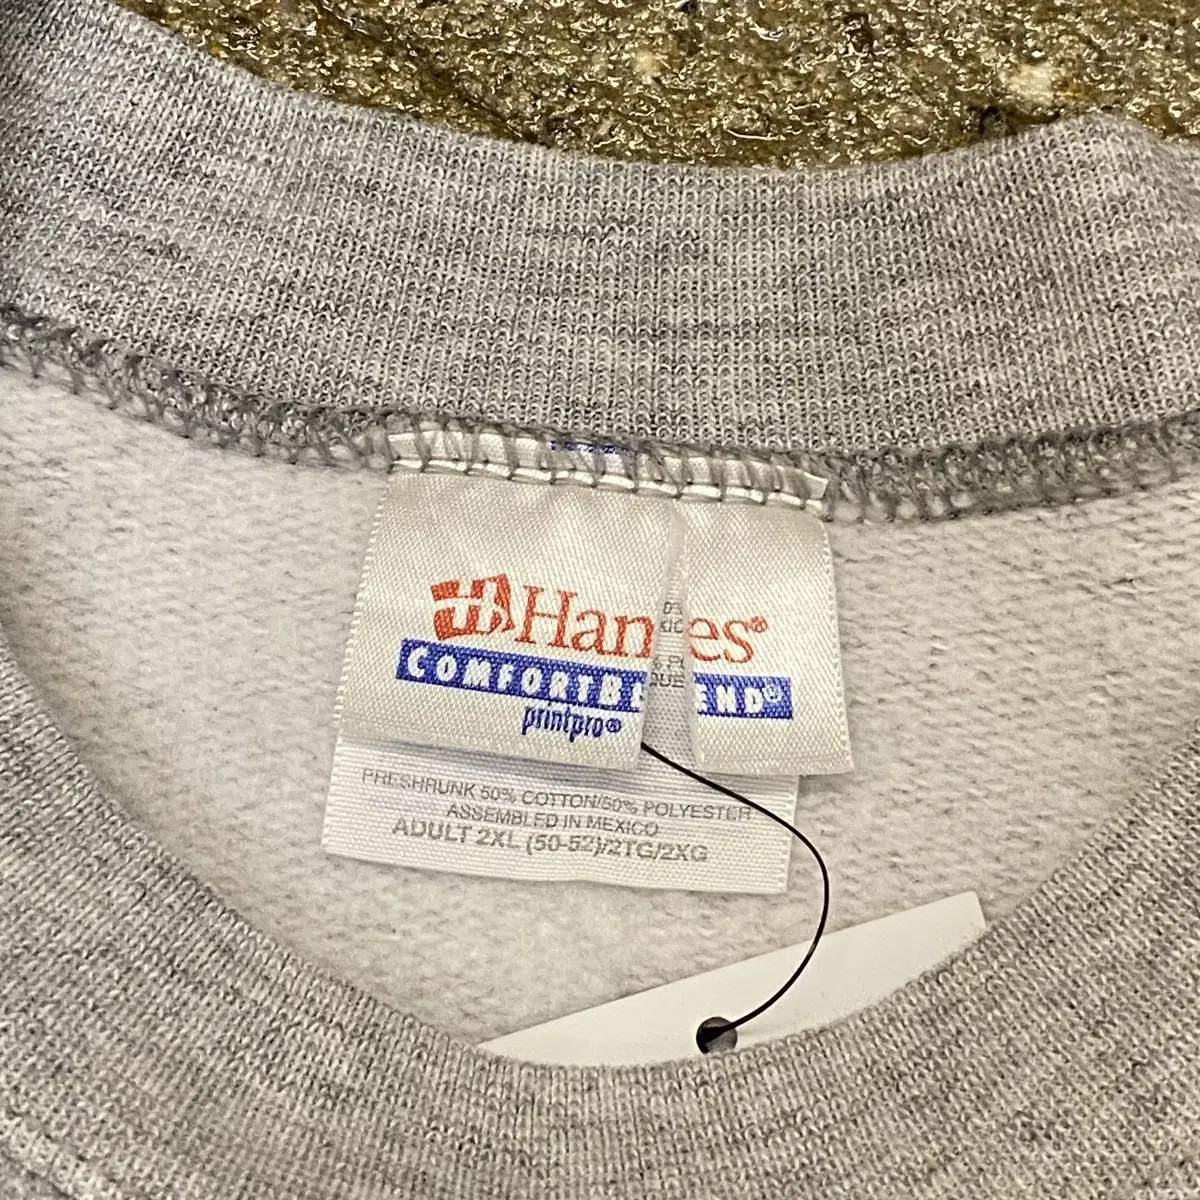 Hanes®
COMFORTBLEND®
printpro®
PRESHRUNK 50% COTTON/50% POLYESTER
ASSEMBLED IN MEXICO
ADULT 2XL (50-52)/2TG/2XG